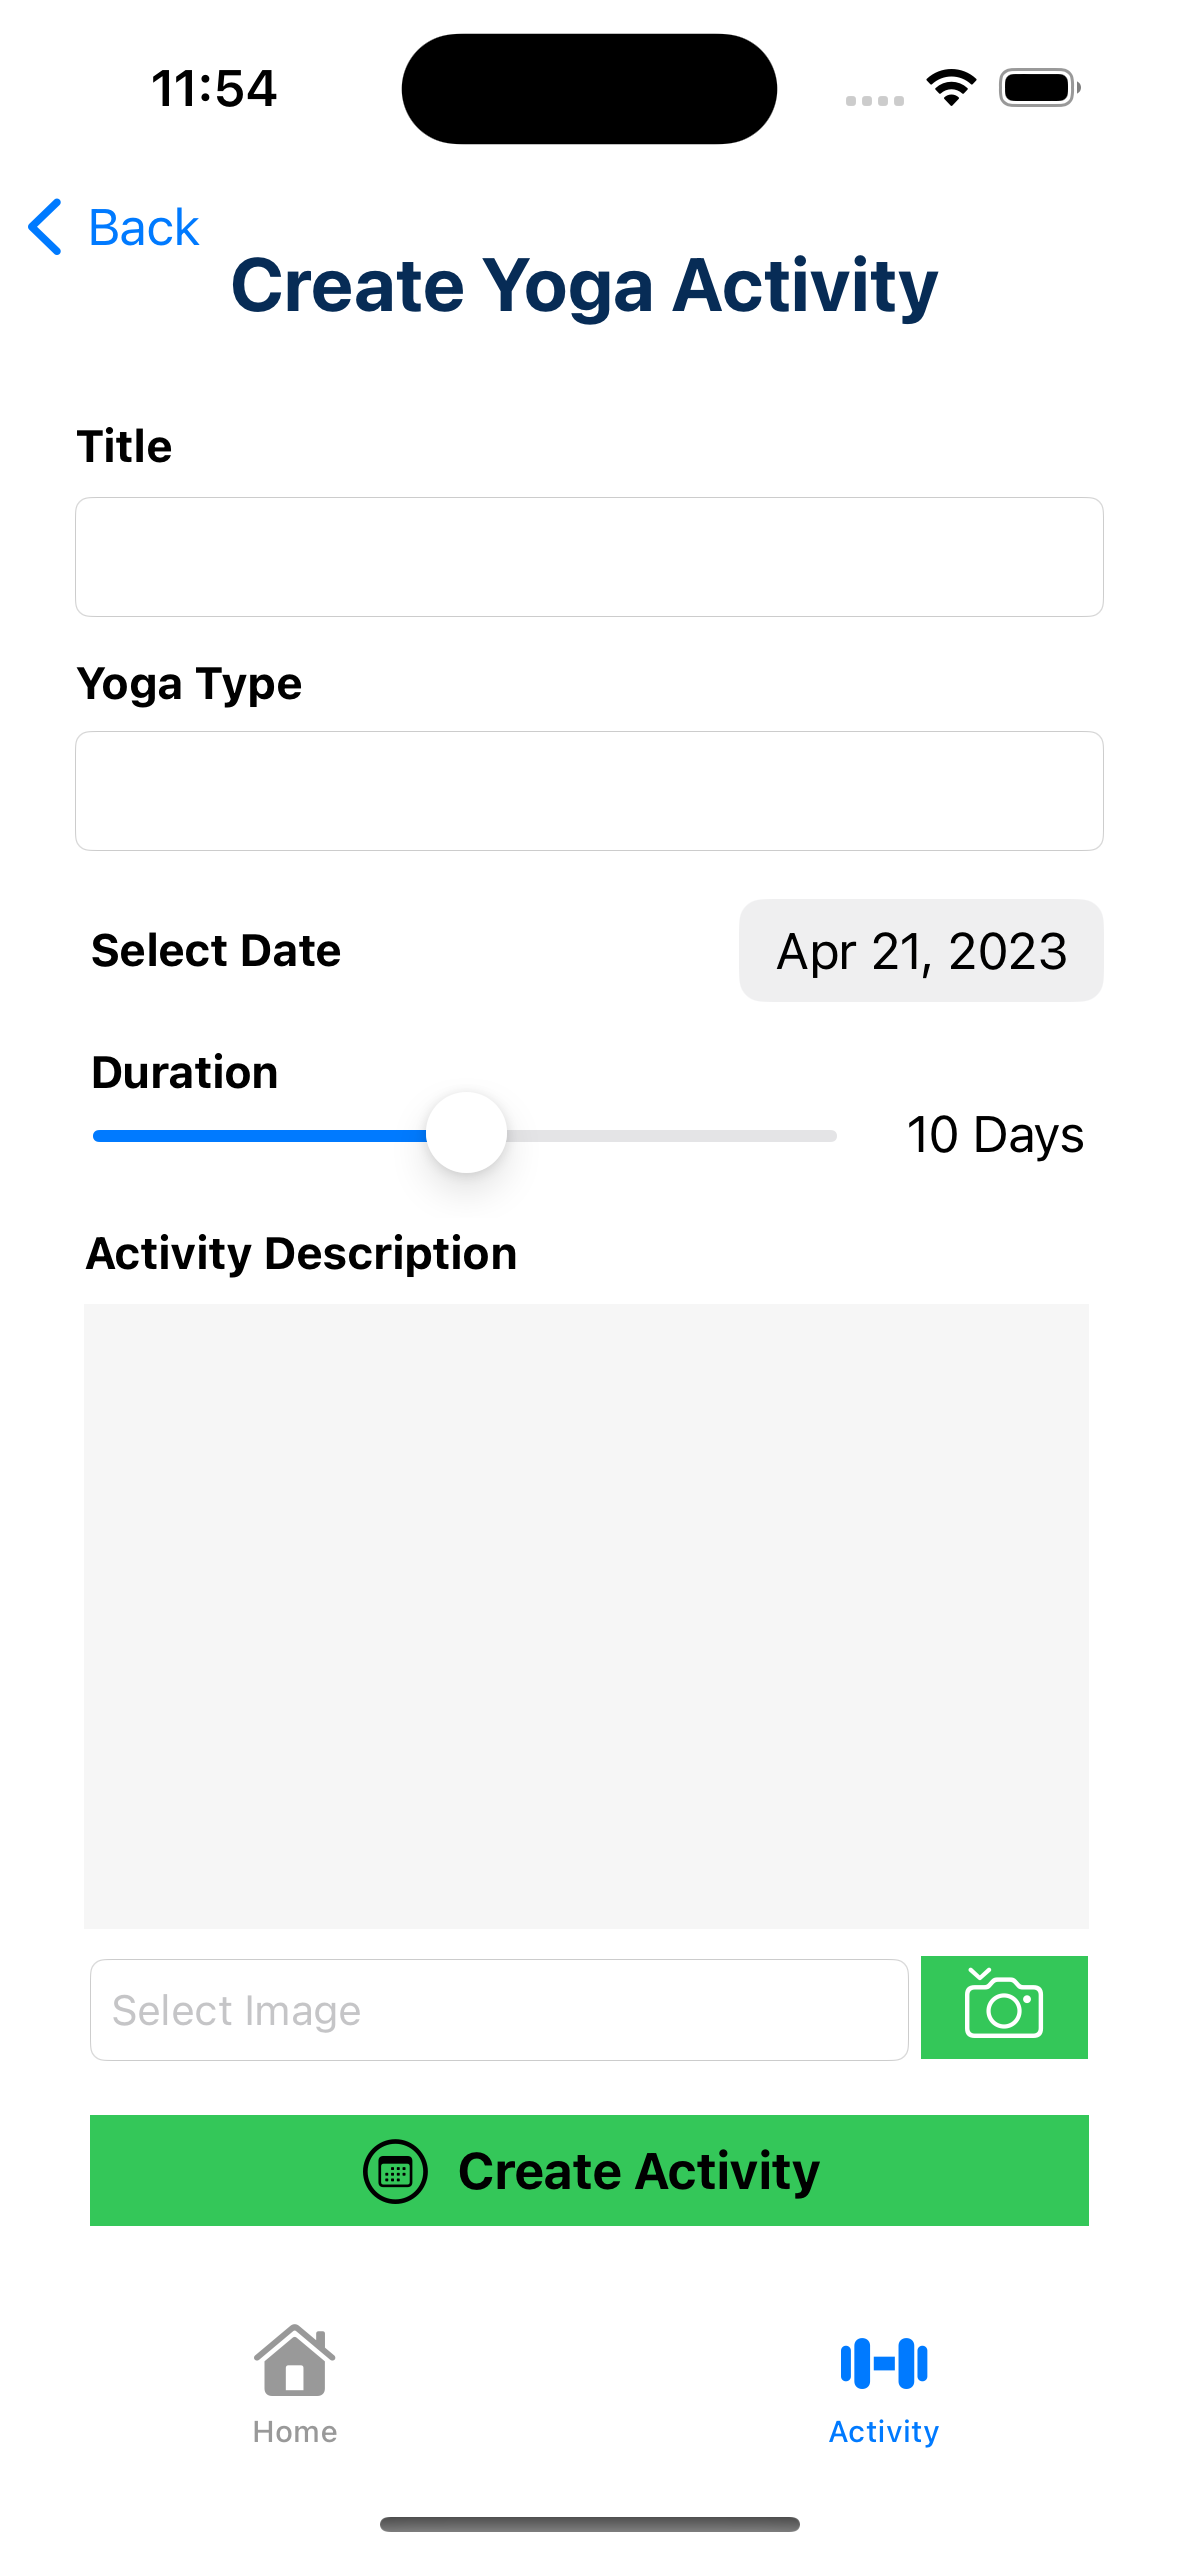 11:54
Back
Create Yoga Activity
Title
Yoga Type
Select Date
Apr 21, 2023
Duration
10 Days
Activity Description
Select Image
Create Activity
Home
Activity